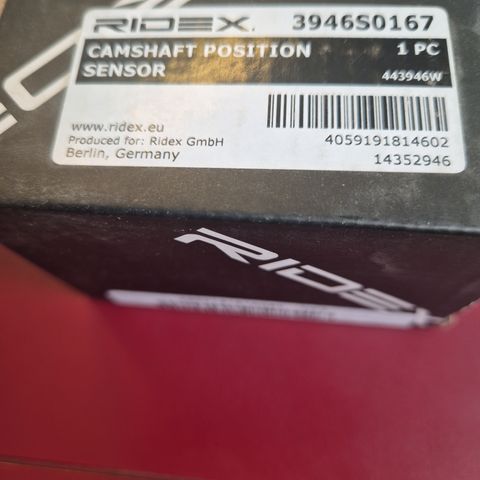 RIDEX. 3946S0167
CAMSHAFT POSITION 1 PC
SENSOR 443946W
www.ridex.eu
Produced for: Ridex GmbH 4059191814602
Berlin, Germany 14352946
RIDEX